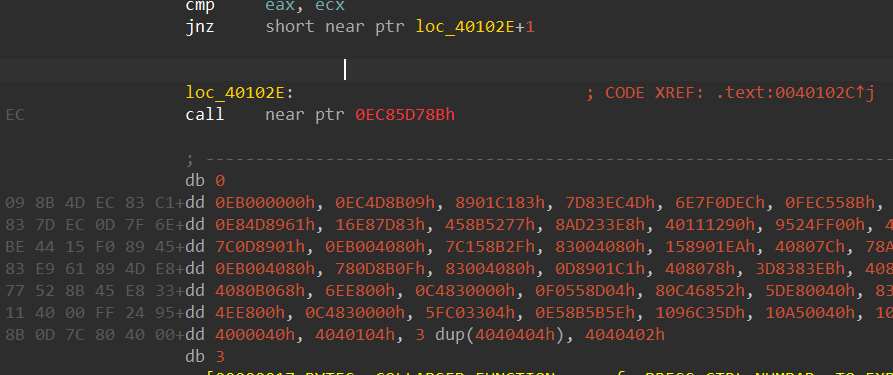 cmp eax, ecx
jnz short near ptr loc_40102E+1
loc_40102E: ; CODE XREF: .text:0040102C↑j
EC call near ptr 0EC85D78Bh
; ---------------------------------------------------------------------------
db 0
09 8B 4D EC 83 C1+dd 0EB000000h, 0EC4D8B09h, 8901C183h, 7D83EC4Dh, 6E7F0DECh, 0FEC558Bh,
83 7D EC 0D 7F 6E+dd 0E84D8961h, 16E87D83h, 458B5277h, 8AD233E8h, 40111290h, 9524FF00h, 4
BE 44 15 F0 89 45+dd 7C0D8901h, 0EB004080h, 7C158B2Fh, 83004080h, 158901EAh, 40807Ch, 78A
83 E9 61 89 4D E8+dd 0EB004080h, 780D8B0Fh, 83004080h, 0D8901C1h, 408078h, 3D8383EBh, 408
77 52 8B 45 E8 33+dd 4080B068h, 6EE800h, 0C4830000h, 0F0558D04h, 80C46852h, 5DE80040h, 83
11 40 00 FF 24 95+dd 4EE800h, 0C4830000h, 5FC03304h, 0E58B5B5Eh, 1096C35Dh, 10A50040h, 10
8B 0D 7C 80 40 00+dd 4000040h, 4040104h, 3 dup(4040404h), 4040402h
db 3